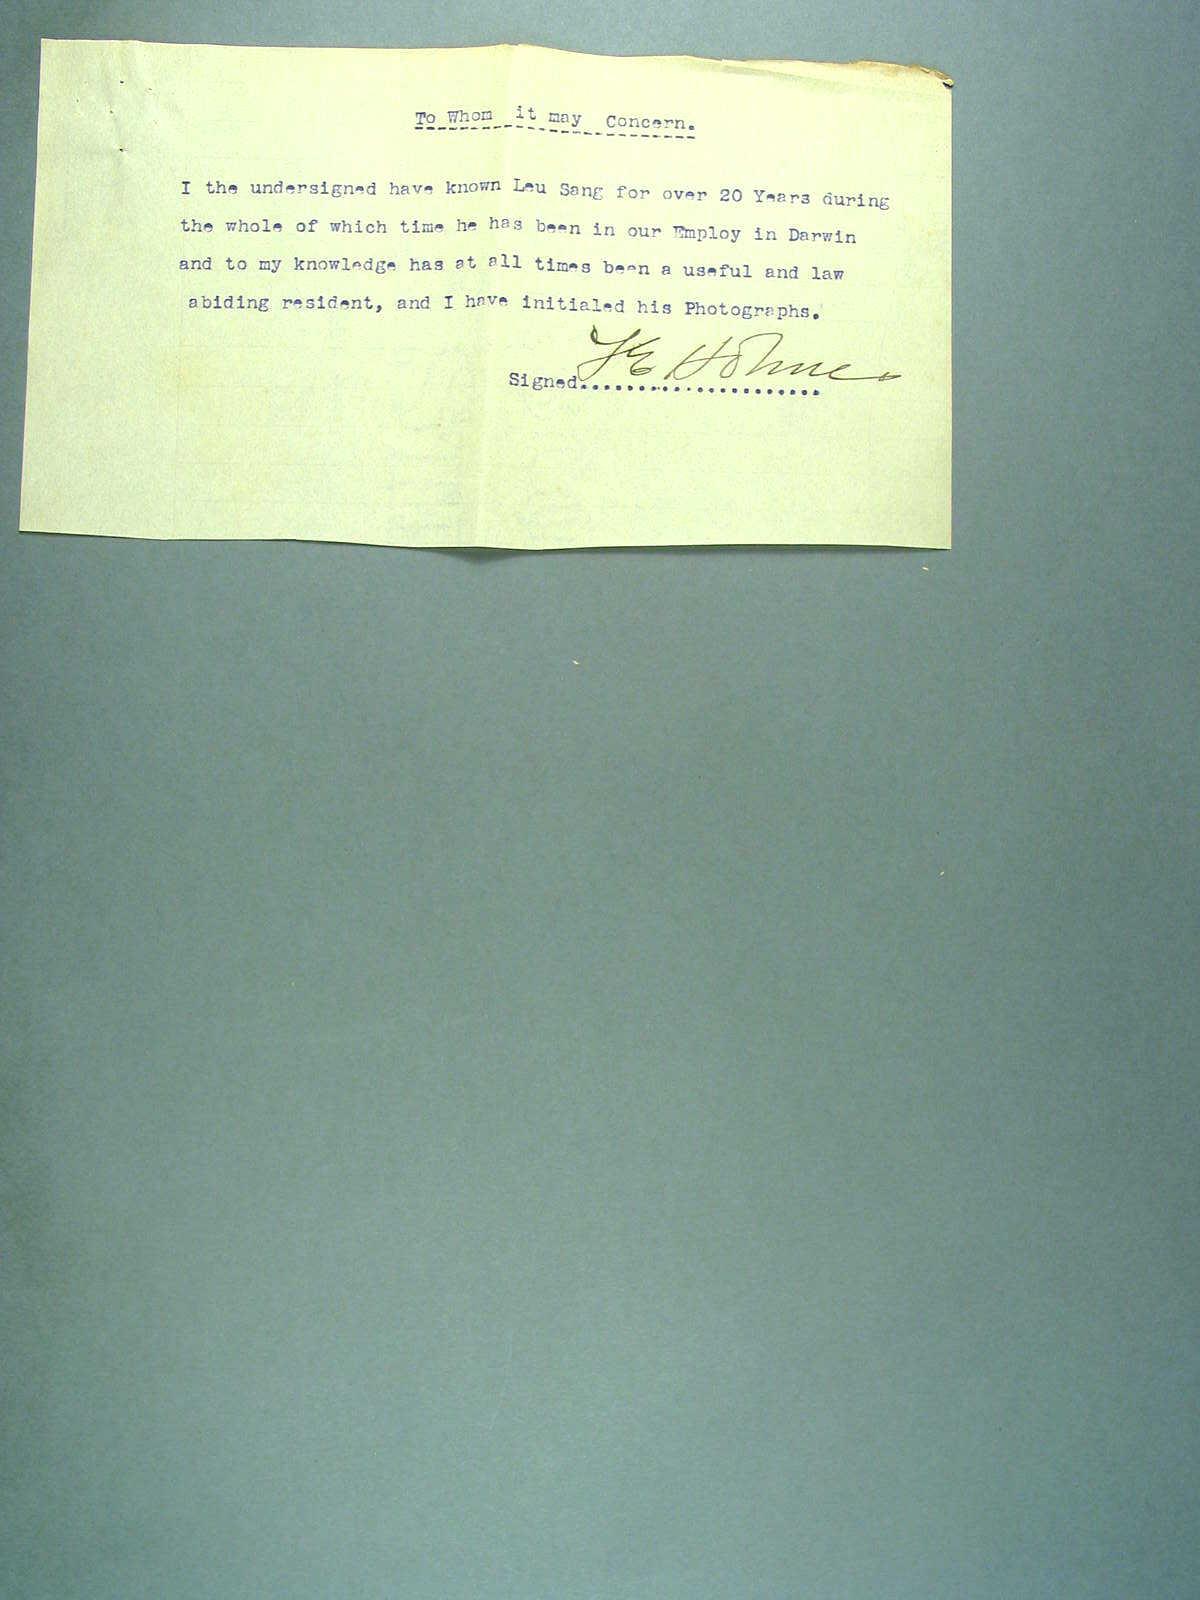 To Whom it may Concern.
I the undersigned have known Leu Sang for over 20 Years during
the whole of which time he has been in our Employ in Darwin
and to my knowledge has at all times been a useful and law
abiding resident, and I have initialed his Photographs.
Signed......................